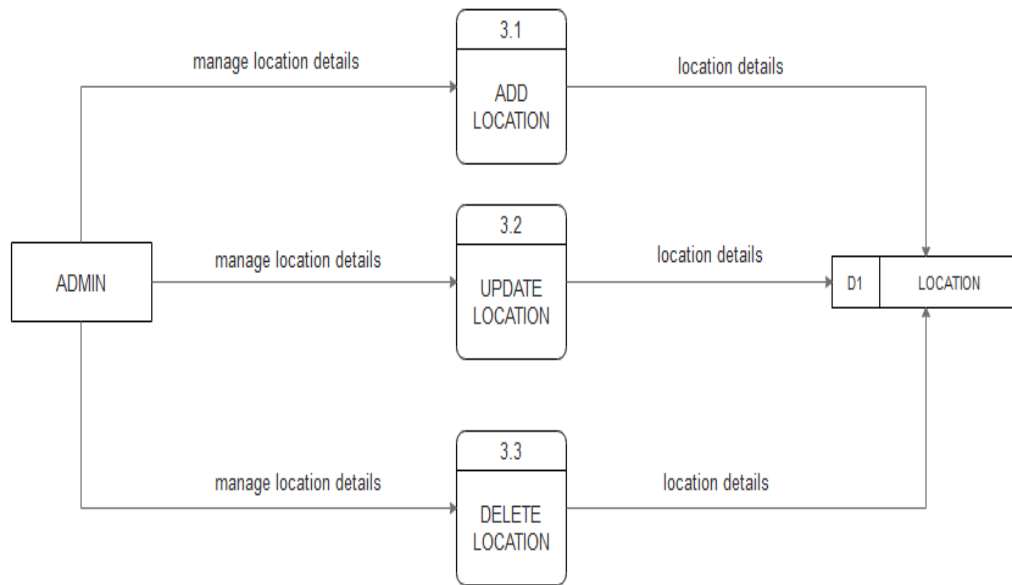 3.1
manage location details
location details
ADD
LOCATION
3.2
manage location details
location details
ADMIN
UPDATE
LOCATION
D1
LOCATION
3.3
manage location details
location details
DELETE
LOCATION